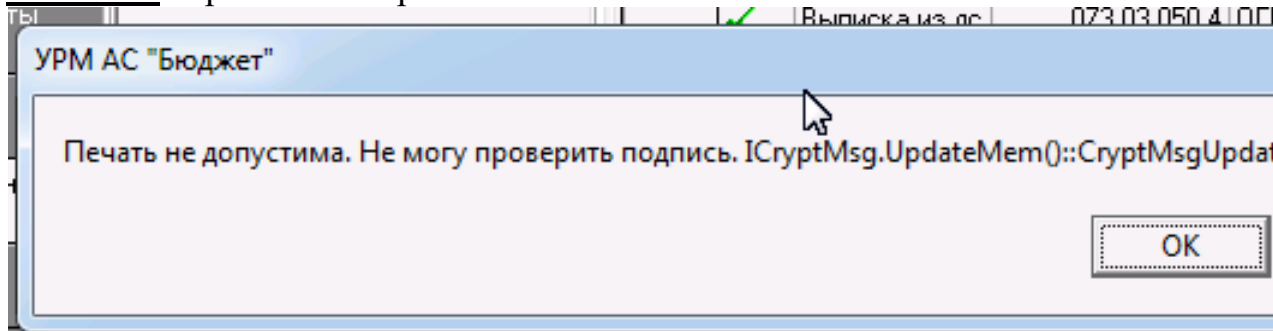 ты Выписка из лс 073.03.050.4
УРМ АС "Бюджет"
Печать не допустима. Не могу проверить подпись. ICryptMsg.UpdateMem()::CryptMsgUpdat
OK